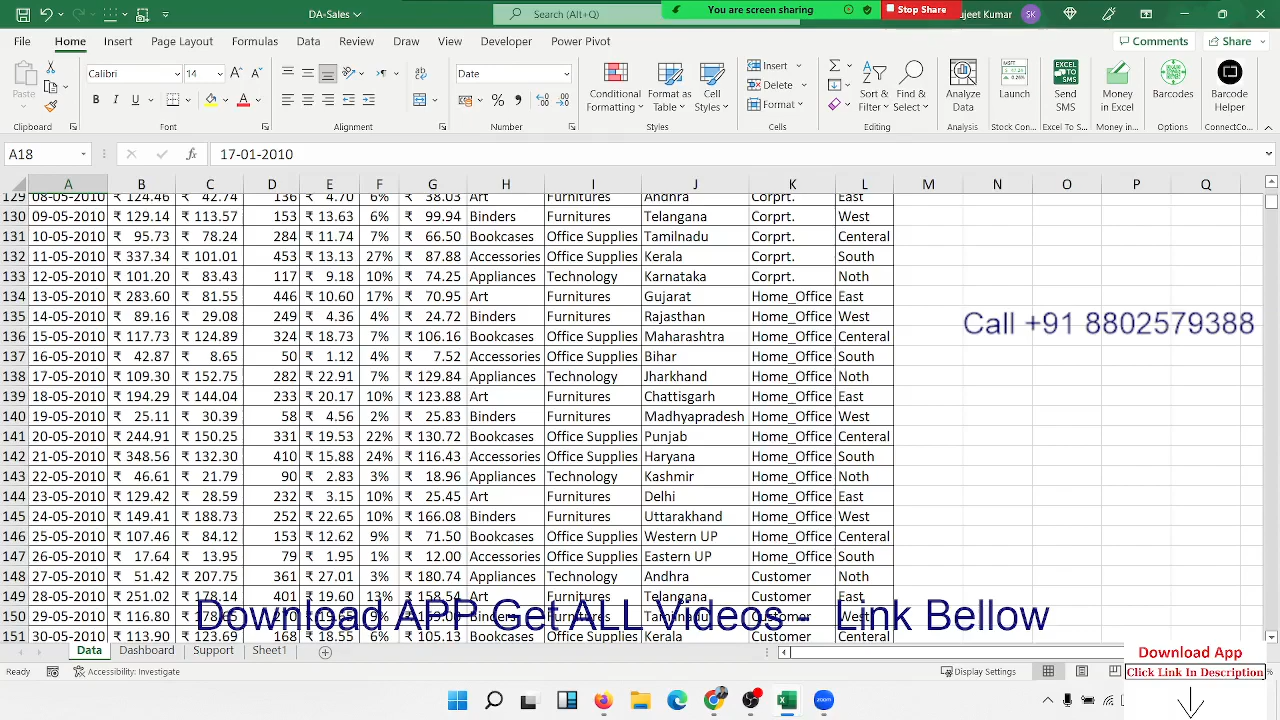 DA-Sales
Search (Alt+Q)
You are screen sharing
Stop Share
ujeet Kumar SK
File Home Insert Page Layout Formulas Data Review Draw View Developer Power Pivot Comments Share
Paste
Calibri 14
B I U
Date
Conditional Formatting
Format as Table
Cell Styles
Insert
Delete
Format
Sort & Filter
Find & Select
Analyze Data
Launch
Send SMS
Money in Excel
Barcodes
Barcode Helper
Clipboard Font Alignment Number Styles Cells Editing Analysis Stock Con... Excel To S... Money in... Options ConnectCo...
A18 fx 17-01-2010
A B C D E F G H I J K L M N O P Q
129 08-05-2010 ₹ 124.46 ₹ 42.74 136 ₹ 4.70 6% ₹ 38.03 Art Furnitures Andhra Corprt. East
130 09-05-2010 ₹ 129.14 ₹ 113.57 153 ₹ 13.63 6% ₹ 99.94 Binders Furnitures Telangana Corprt. West
131 10-05-2010 ₹ 95.73 ₹ 78.24 284 ₹ 11.74 7% ₹ 66.50 Bookcases Office Supplies Tamilnadu Corprt. Centeral
132 11-05-2010 ₹ 337.34 ₹ 101.01 453 ₹ 13.13 27% ₹ 87.88 Accessories Office Supplies Kerala Corprt. South
133 12-05-2010 ₹ 101.20 ₹ 83.43 117 ₹ 9.18 10% ₹ 74.25 Appliances Technology Karnataka Corprt. Noth
134 13-05-2010 ₹ 283.60 ₹ 81.55 446 ₹ 10.60 17% ₹ 70.95 Art Furnitures Gujarat Home_Office East
135 14-05-2010 ₹ 89.16 ₹ 29.08 249 ₹ 4.36 4% ₹ 24.72 Binders Furnitures Rajasthan Home_Office West
Call +91 8802579388
136 15-05-2010 ₹ 117.73 ₹ 124.89 324 ₹ 18.73 7% ₹ 106.16 Bookcases Office Supplies Maharashtra Home_Office Centeral
137 16-05-2010 ₹ 42.87 ₹ 8.65 50 ₹ 1.12 4% ₹ 7.52 Accessories Office Supplies Bihar Home_Office South
138 17-05-2010 ₹ 109.30 ₹ 152.75 282 ₹ 22.91 7% ₹ 129.84 Appliances Technology Jharkhand Home_Office Noth
139 18-05-2010 ₹ 194.29 ₹ 144.04 233 ₹ 20.17 10% ₹ 123.88 Art Furnitures Chattisgarh Home_Office East
140 19-05-2010 ₹ 25.11 ₹ 30.39 58 ₹ 4.56 2% ₹ 25.83 Binders Furnitures Madhyapradesh Home_Office West
141 20-05-2010 ₹ 244.91 ₹ 150.25 331 ₹ 19.53 22% ₹ 130.72 Bookcases Office Supplies Punjab Home_Office Centeral
142 21-05-2010 ₹ 348.56 ₹ 132.30 410 ₹ 15.88 24% ₹ 116.43 Accessories Office Supplies Haryana Home_Office South
143 22-05-2010 ₹ 46.61 ₹ 21.79 90 ₹ 2.83 3% ₹ 18.96 Appliances Technology Kashmir Home_Office Noth
144 23-05-2010 ₹ 129.42 ₹ 28.59 232 ₹ 3.15 10% ₹ 25.45 Art Furnitures Delhi Home_Office East
145 24-05-2010 ₹ 149.41 ₹ 188.73 252 ₹ 22.65 10% ₹ 166.08 Binders Furnitures Uttarakhand Home_Office West
146 25-05-2010 ₹ 107.46 ₹ 84.12 153 ₹ 12.62 9% ₹ 71.50 Bookcases Office Supplies Western UP Home_Office Centeral
147 26-05-2010 ₹ 17.64 ₹ 13.95 79 ₹ 1.95 1% ₹ 12.00 Accessories Office Supplies Eastern UP Home_Office South
148 27-05-2010 ₹ 51.42 ₹ 207.75 361 ₹ 27.01 3% ₹ 180.74 Appliances Technology Andhra Customer Noth
149 28-05-2010 ₹ 251.02 ₹ 178.14 401 ₹ 19.60 13% ₹ 158.54 Art Furnitures Telangana Customer East
Download APP Get ALL Videos - Link Bellow
150 29-05-2010 ₹ 116.80 Binders Furnitures Customer West
151 30-05-2010 ₹ 113.90 ₹ 123.69 168 ₹ 18.55 6% ₹ 105.13 Bookcases Office Supplies Kerala Customer Centeral
Data Dashboard Support Sheet1
Download App
Ready Accessibility: Investigate Display Settings
Click Link In Description
zoom